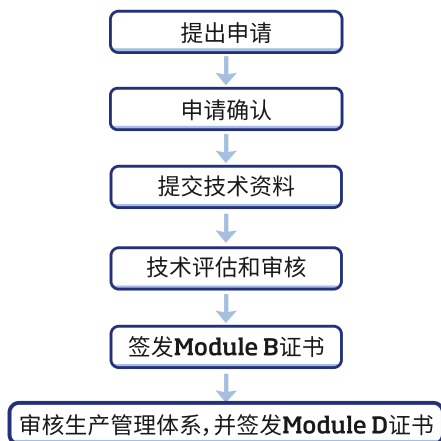 提出申请
申请确认
提交技术资料
技术评估和审核
签发Module B证书
审核生产管理体系,并签发Module D证书